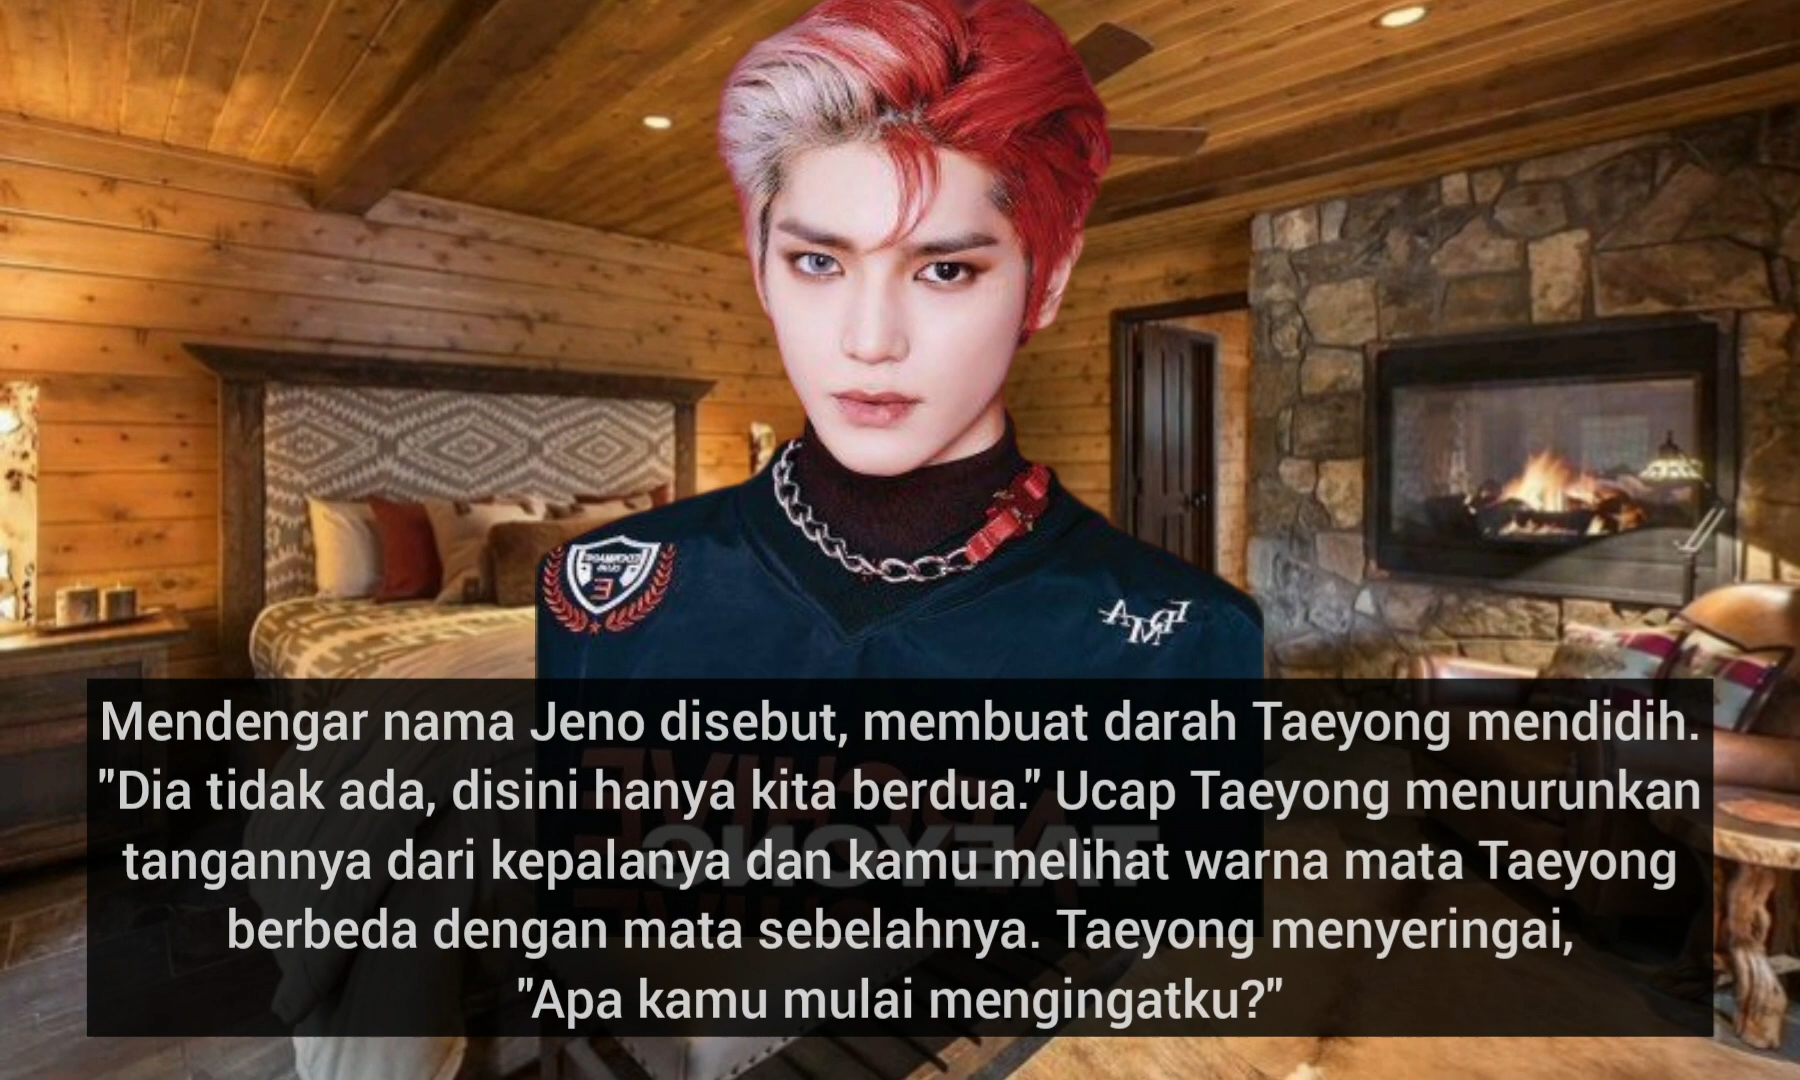 E
Mendengar nama Jeno disebut, membuat darah Taeyong mendidih.
"Dia tidak ada, disini hanya kita berdua." Ucap Taeyong menurunkan
tangannya dari kepalanya dan kamu melihat warna mata Taeyong
berbeda dengan mata sebelahnya. Taeyong menyeringai,
"Apa kamu mulai mengingatku?"
TAEYONG